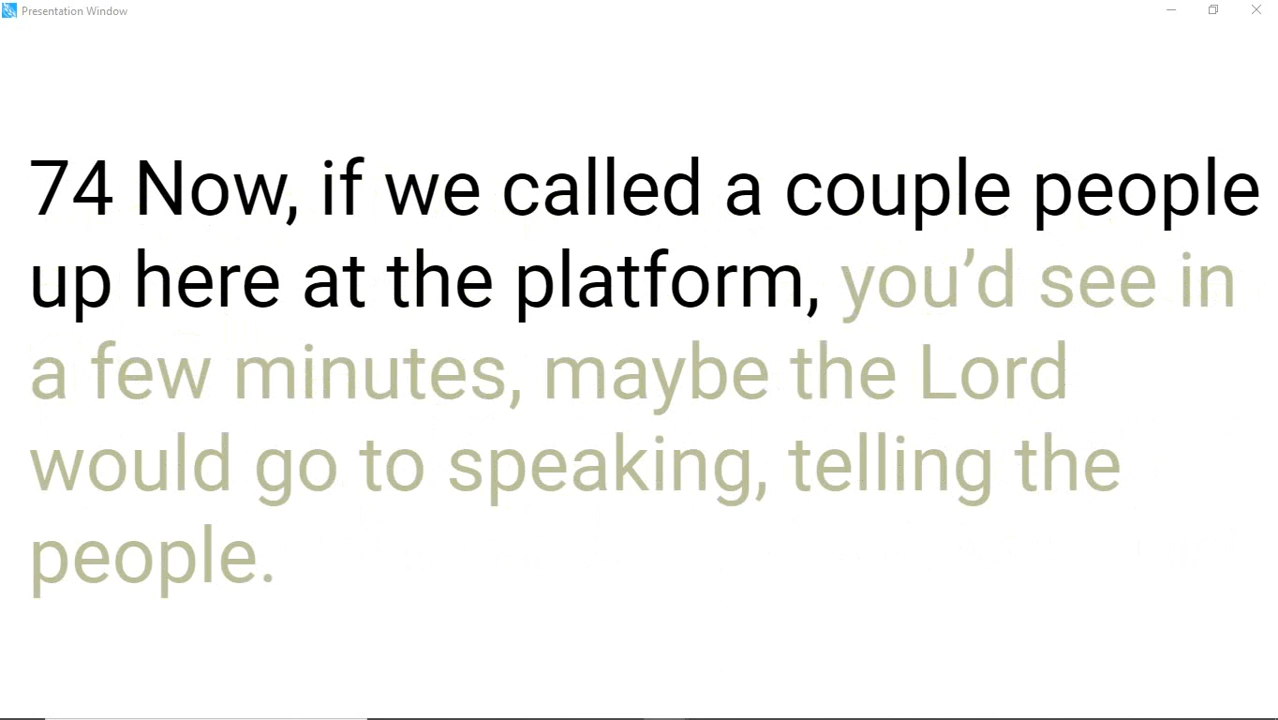 Presentation Window
74 Now, if we called a couple people
up here at the platform, you’d see in
a few minutes, maybe the Lord
would go to speaking, telling the
people.